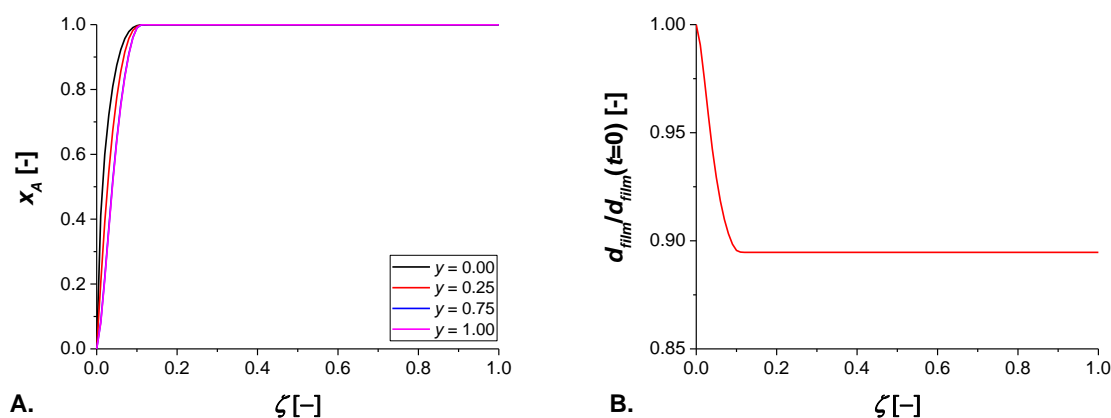 1.0
0.8
0.6
0.4
0.2
0.0
x_A [-]
y = 0.00
y = 0.25
y = 0.75
y = 1.00
0.0 0.2 0.4 0.6 0.8 1.0
A. ζ [–]
1.00
0.95
0.90
0.85
d_film/d_film(t=0) [-]
0.0 0.2 0.4 0.6 0.8 1.0
B. ζ [–]